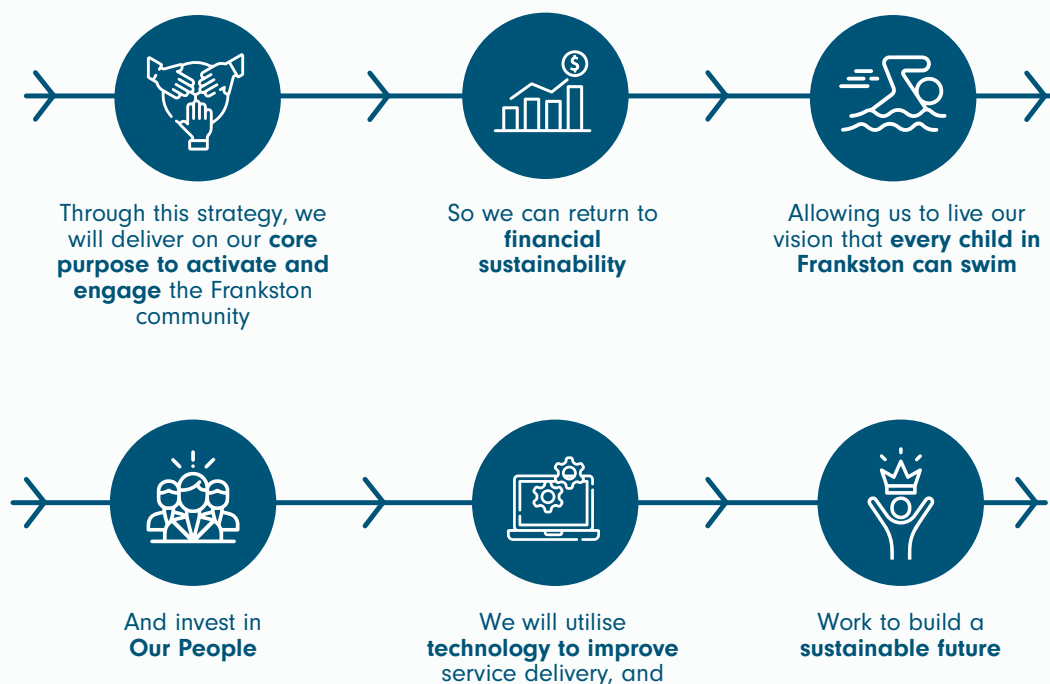 $
Through this strategy, we
will deliver on our core
purpose to activate and
engage the Frankston
community
So we can return to
financial
sustainability
Allowing us to live our
vision that every child in
Frankston can swim
And invest in
Our People
We will utilise
technology to improve
service delivery, and
Work to build a
sustainable future